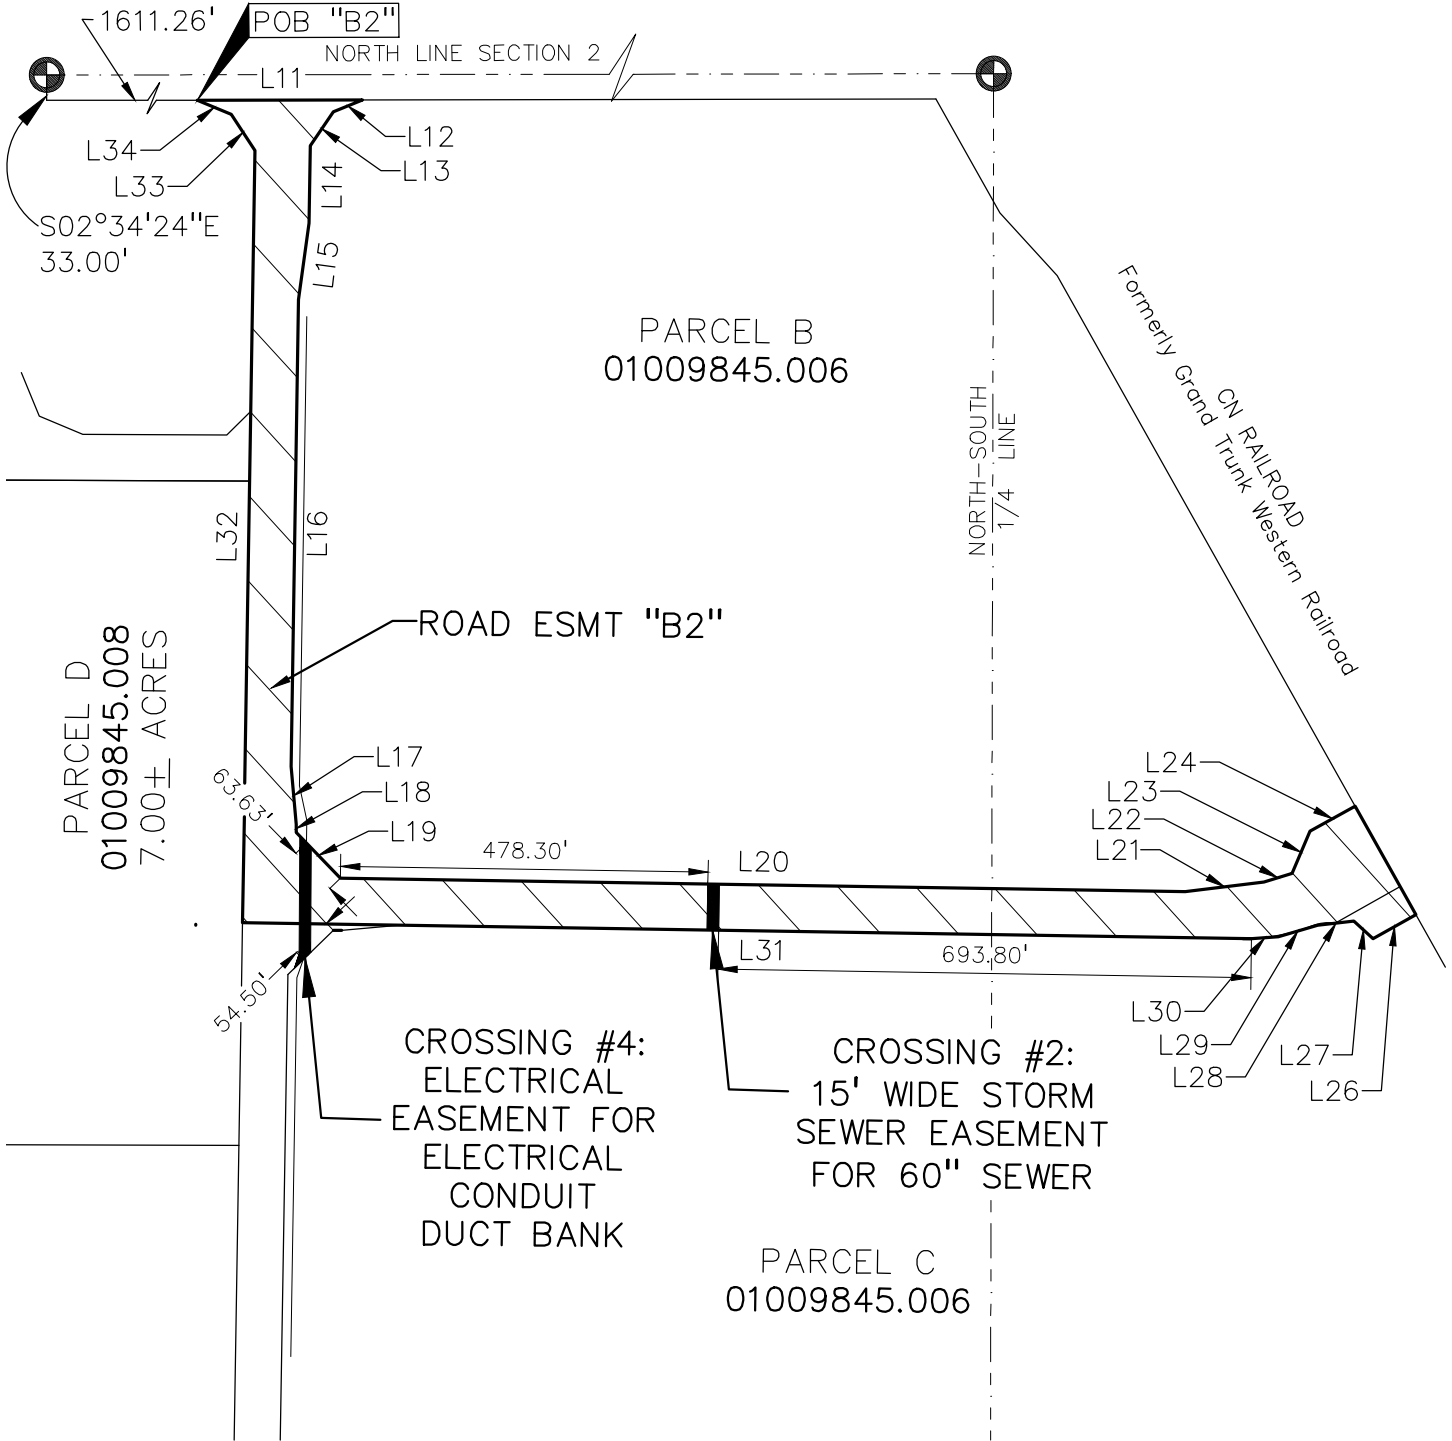 1611.26'
POB "B2"
NORTH LINE SECTION 2
L11
L34
L33
L12
L13
L14
L15
S02°34'24"E
33.00'
PARCEL B
01009845.006
Formerly Grand Trunk Western Railroad
CN RAILROAD
NORTH-SOUTH
1/4 LINE
L32
L16
ROAD ESMT "B2"
PARCEL D
01009845.008
7.00± ACRES
63.63'
L17
L18
L19
478.30'
L20
L24
L23
L22
L21
L31
693.80'
54.50'
L30
L29
L28
L27
L26
CROSSING #4:
ELECTRICAL
EASEMENT FOR
ELECTRICAL
CONDUIT
DUCT BANK
CROSSING #2:
15' WIDE STORM
SEWER EASEMENT
FOR 60" SEWER
PARCEL C
01009845.006